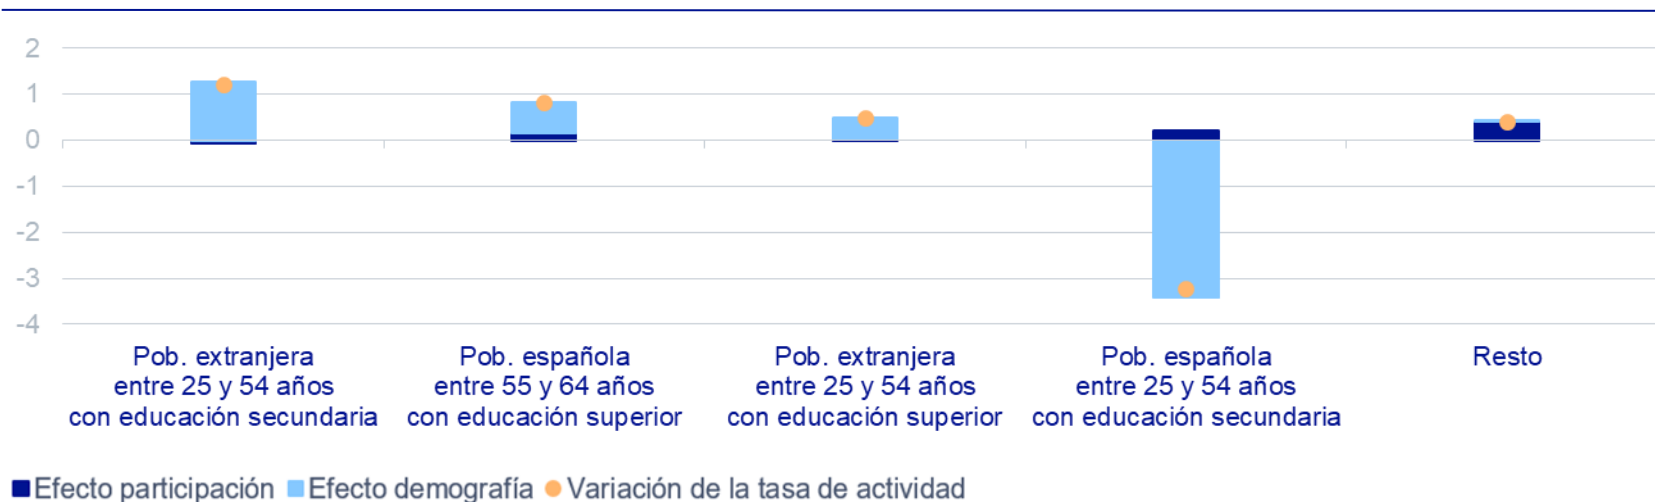 2
1
0
-1
-2
-3
-4
Pob. extranjera
entre 25 y 54 años
con educación secundaria
Pob. española
entre 55 y 64 años
con educación superior
Pob. extranjera
entre 25 y 54 años
con educación superior
Pob. española
entre 25 y 54 años
con educación secundaria
Resto
Efecto participación Efecto demografía Variación de la tasa de actividad